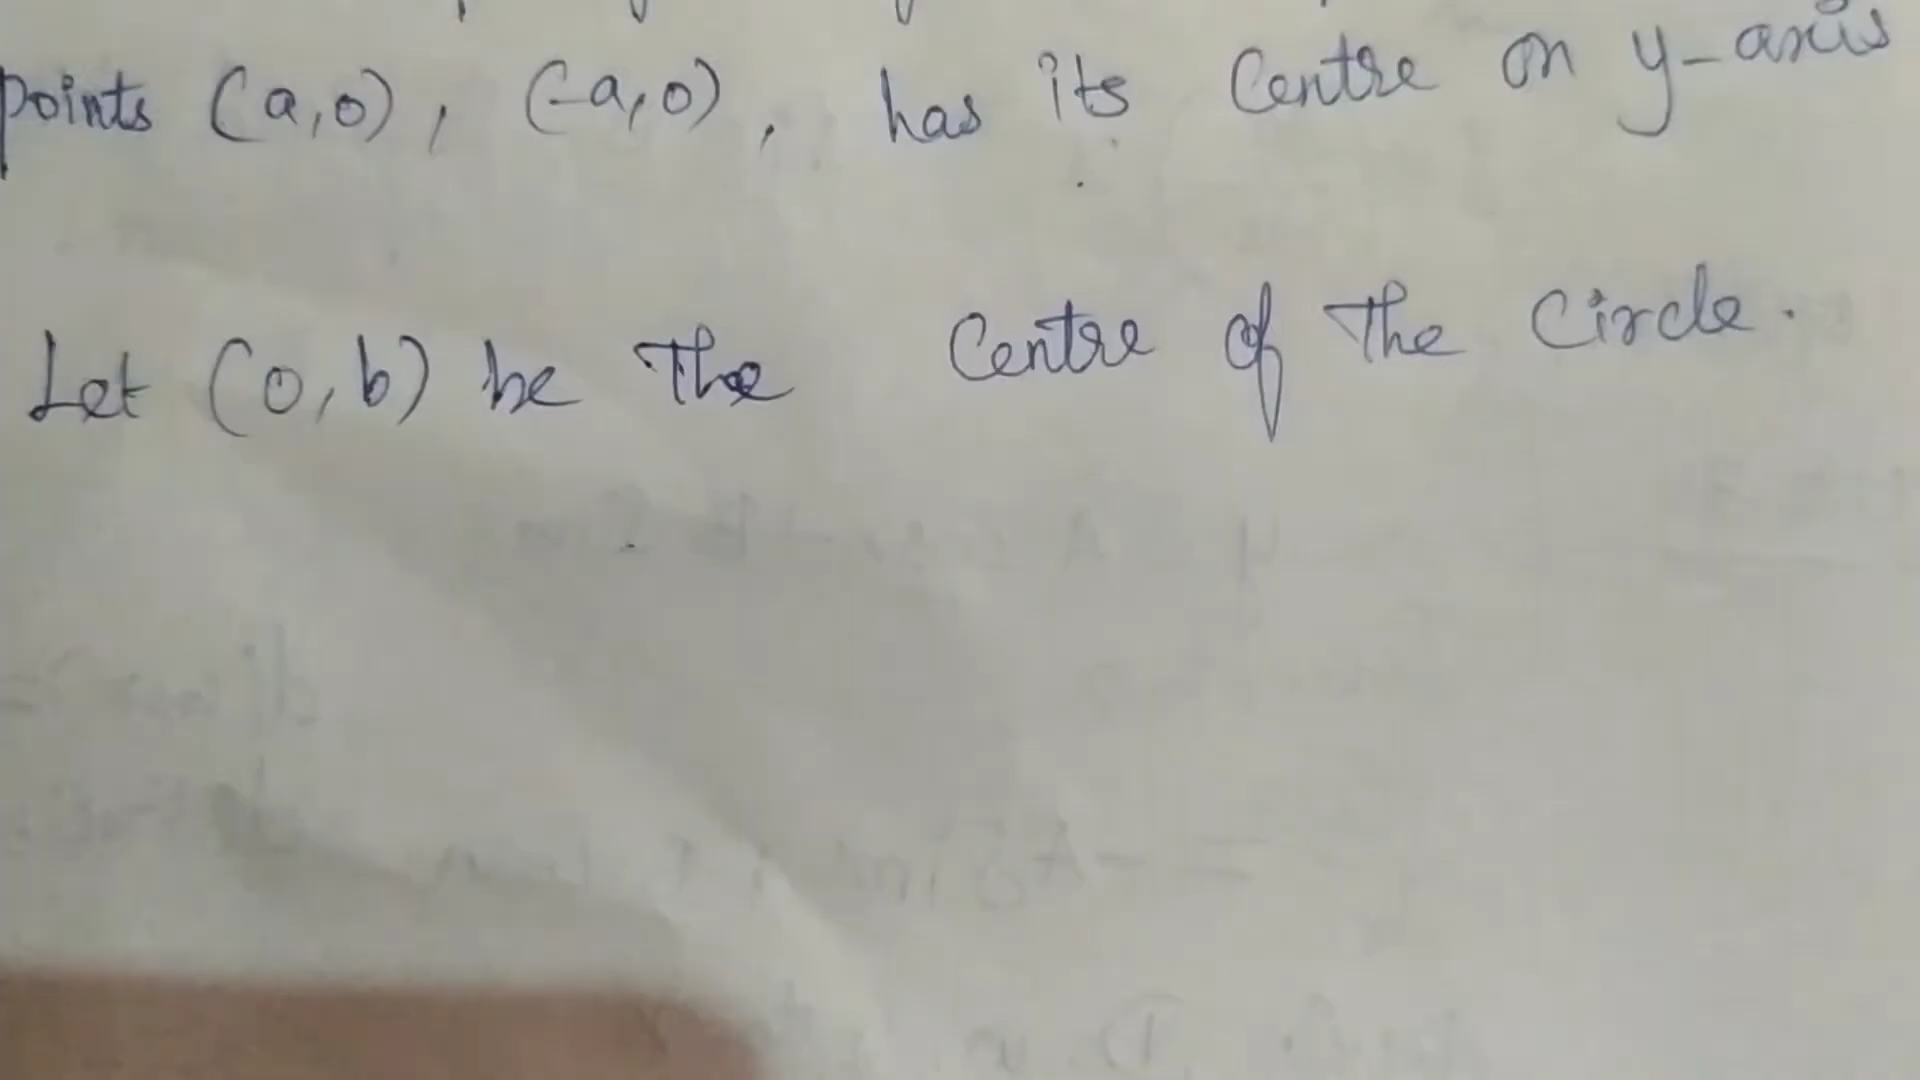 points (a,0), (-a,0), has its Centre on y-axis
Let (0,b) be the Centre of the Circle.